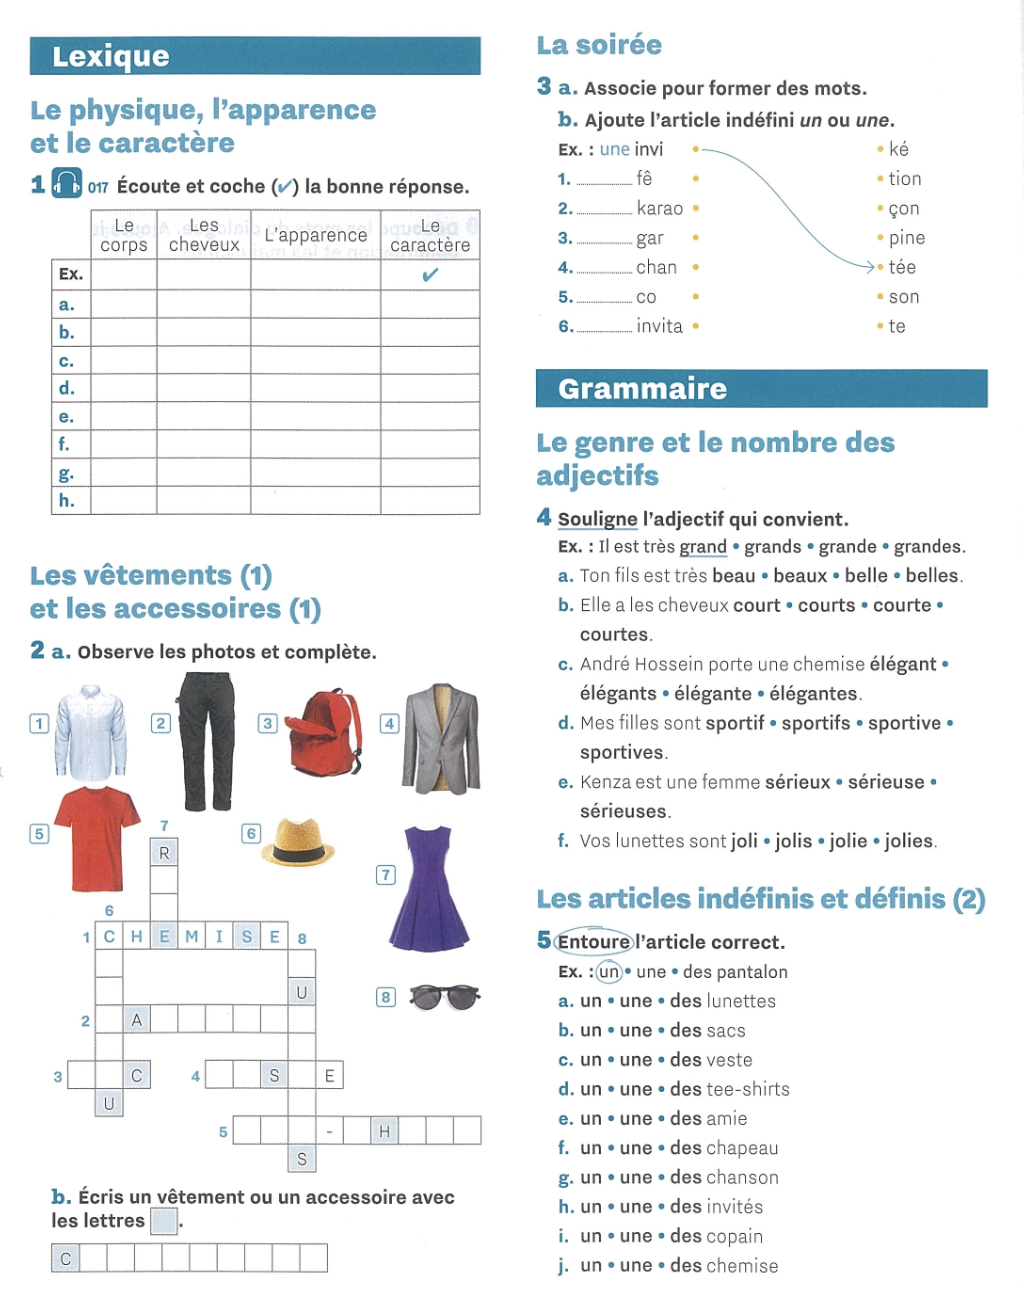 Lexique
Le physique, l'apparence
et le caractère
1 017 Écoute et coche (✔) la bonne réponse.
Le corps Les cheveux L'apparence Le caractère
Ex. ✔
a.
b.
c.
d.
e.
f.
g.
h.
Les vêtements (1)
et les accessoires (1)
2 a. Observe les photos et complète.
1 2 3 4
5 6 7
8
7
R
6
1 C H E M I S E 8
U
2 A
3 C 4 S E
U
5 - H
S
b. Écris un vêtement ou un accessoire avec
les lettres .
C
La soirée
3 a. Associe pour former des mots.
b. Ajoute l'article indéfini un ou une.
Ex. : une invi • • ké
1. ............ fê • • tion
2. ............ karao • • çon
3. ............ gar • • pine
4. ............ chan • • tée
5. ............ co • • son
6. ............ invita • • te
Grammaire
Le genre et le nombre des
adjectifs
4 Souligne l'adjectif qui convient.
Ex. : Il est très grand • grands • grande • grandes.
a. Ton fils est très beau • beaux • belle • belles.
b. Elle a les cheveux court • courts • courte •
courtes.
c. André Hossein porte une chemise élégant •
élégants • élégante • élégantes.
d. Mes filles sont sportif • sportifs • sportive •
sportives.
e. Kenza est une femme sérieux • sérieuse •
sérieuses.
f. Vos lunettes sont joli • jolis • jolie • jolies.
Les articles indéfinis et définis (2)
5 Entoure l'article correct.
Ex. : un • une • des pantalon
a. un • une • des lunettes
b. un • une • des sacs
c. un • une • des veste
d. un • une • des tee-shirts
e. un • une • des amie
f. un • une • des chapeau
g. un • une • des chanson
h. un • une • des invités
i. un • une • des copain
j. un • une • des chemise